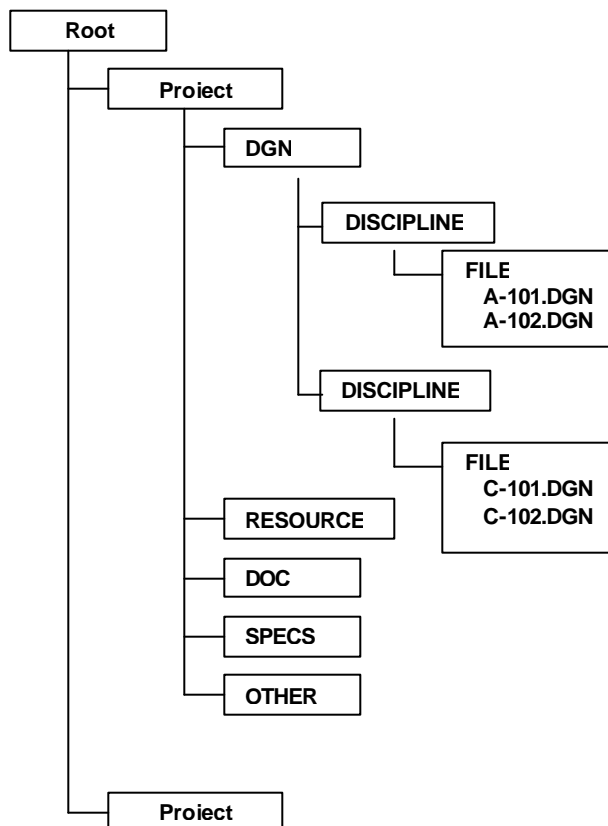 Root
Proiect
DGN
DISCIPLINE
FILE
A-101.DGN
A-102.DGN
DISCIPLINE
FILE
C-101.DGN
C-102.DGN
RESOURCE
DOC
SPECS
OTHER
Proiect